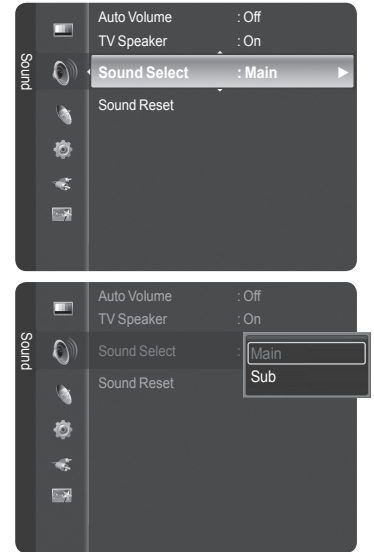 Sound
Auto Volume : Off
TV Speaker : On
Sound Select : Main ►
Sound Reset
Sound
Auto Volume : Off
TV Speaker : On
Sound Select : Main
Sub
Sound Reset